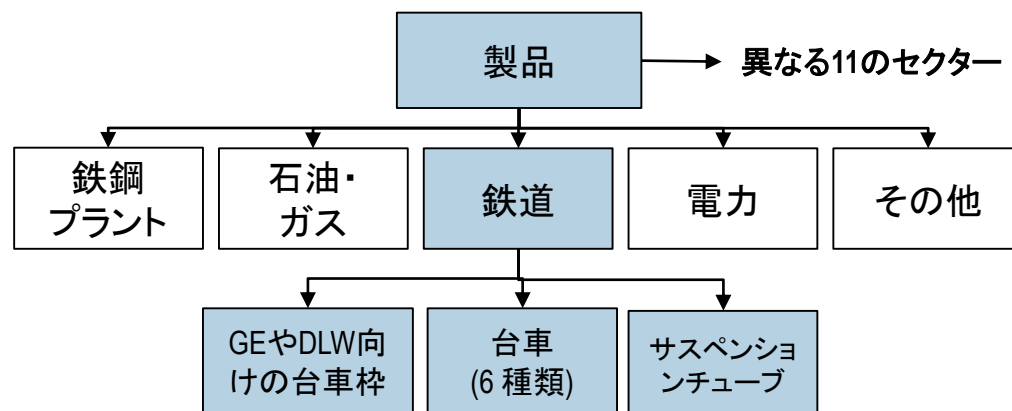 製品
異なる11のセクター
鉄鋼
プラント
石油・
ガス
鉄道
電力
その他
GEやDLW向
けの台車枠
台車
(6 種類)
サスペンショ
ンチューブ